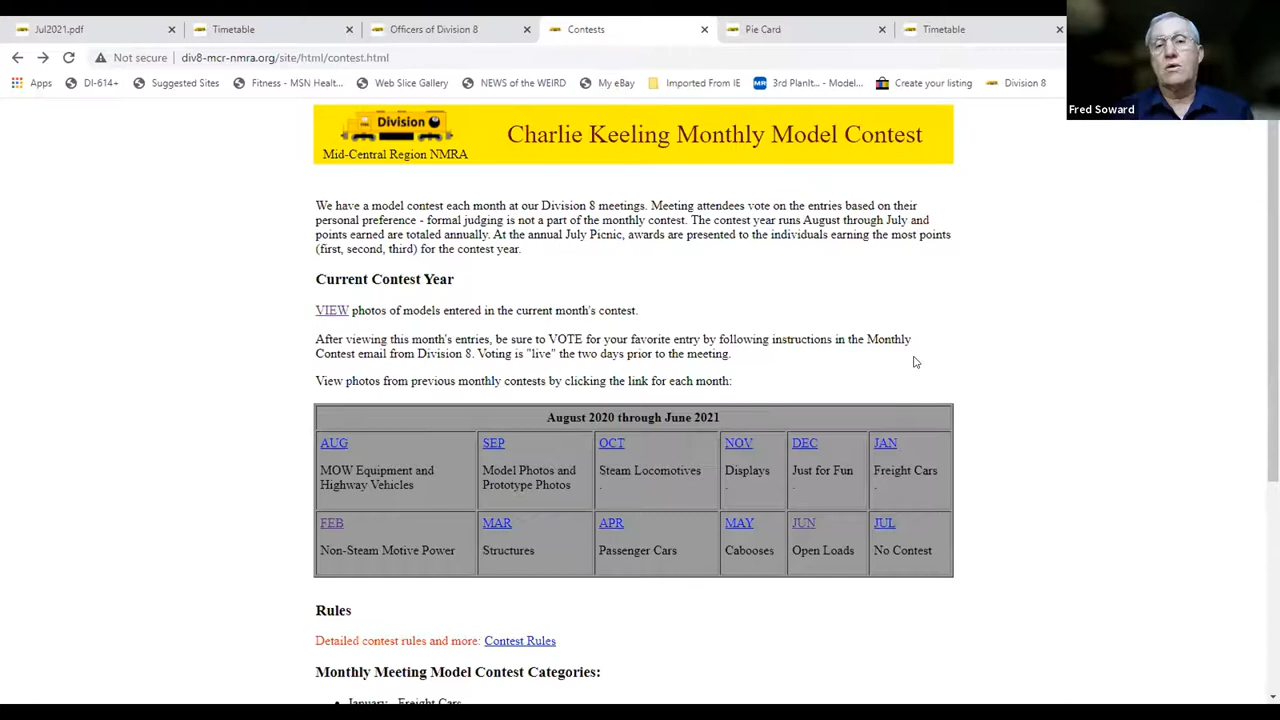 Jul2021.pdf
Timetable
Officers of Division 8
Contests
Pie Card
Timetable
Not secure
div8-mcr-nmra.org/site/html/contest.html
Apps
DI-614+
Suggested Sites
Fitness - MSN Healt...
Web Slice Gallery
NEWS of the WEIRD
My eBay
Imported From IE
3rd PlanIt - Model...
Create your listing
Division 8
Fred Soward
Division
Mid-Central Region NMRA
Charlie Keeling Monthly Model Contest
We have a model contest each month at our Division 8 meetings. Meeting attendees vote on the entries based on their
personal preference - formal judging is not a part of the monthly contest. The contest year runs August through July and
points earned are totaled annually. At the annual July Picnic, awards are presented to the individuals earning the most points
(first, second, third) for the contest year.
Current Contest Year
VIEW photos of models entered in the current month's contest.
After viewing this month's entries, be sure to VOTE for your favorite entry by following instructions in the Monthly
Contest email from Division 8. Voting is "live" the two days prior to the meeting.
View photos from previous monthly contests by clicking the link for each month:
August 2020 through June 2021
AUG
MOW Equipment and
Highway Vehicles
SEP
Model Photos and
Prototype Photos
OCT
Steam Locomotives
.
NOV
Displays
.
DEC
Just for Fun
.
JAN
Freight Cars
.
FEB
Non-Steam Motive Power
MAR
Structures
APR
Passenger Cars
MAY
Cabooses
JUN
Open Loads
JUL
No Contest
Rules
Detailed contest rules and more: Contest Rules
Monthly Meeting Model Contest Categories:
January - Freight Cars